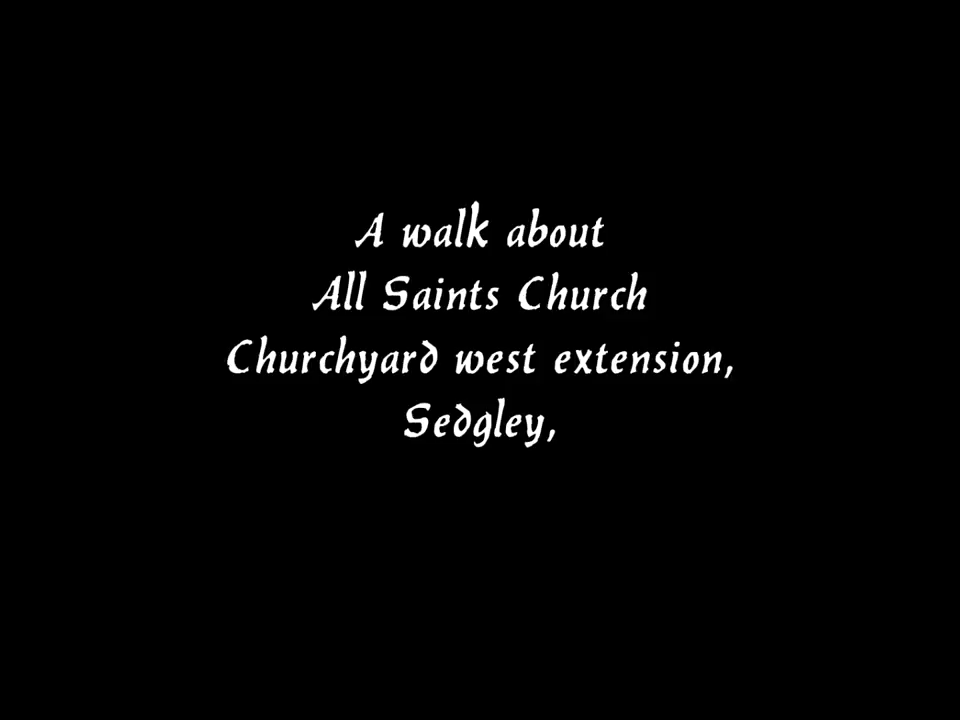 A walk about
All Saints Church
Churchyard west extension,
Sedgley,